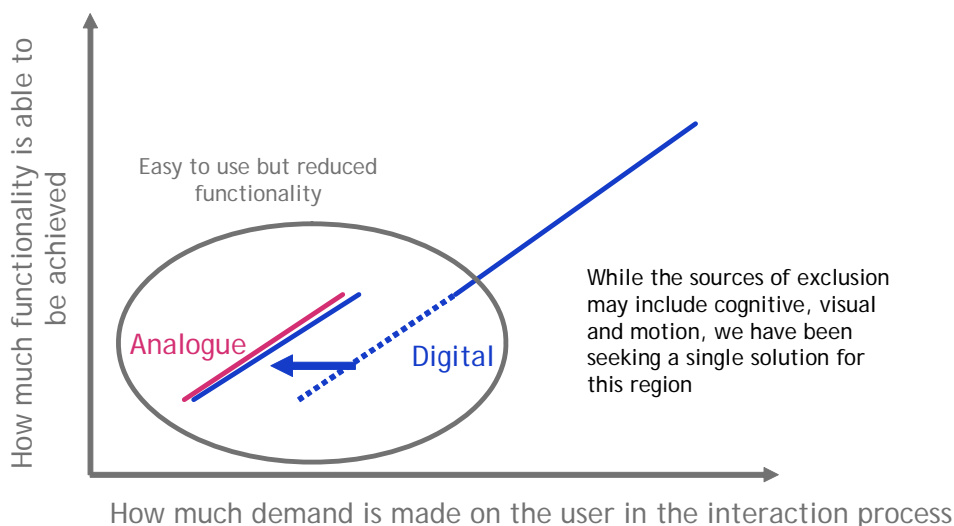 How much functionality is able to
be achieved
Easy to use but reduced
functionality
Analogue
Digital
While the sources of exclusion
may include cognitive, visual
and motion, we have been
seeking a single solution for
this region
How much demand is made on the user in the interaction process